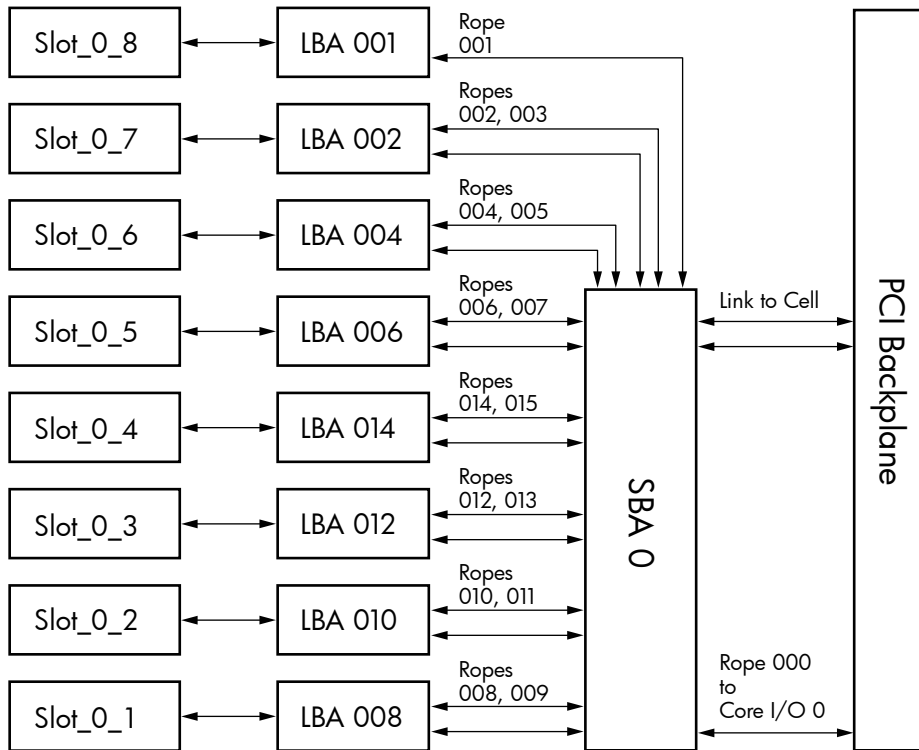 Slot_0_8
LBA 001
Rope
001
Slot_0_7
LBA 002
Ropes
002, 003
Slot_0_6
LBA 004
Ropes
004, 005
Slot_0_5
LBA 006
Ropes
006, 007
Link to Cell
Slot_0_4
LBA 014
Ropes
014, 015
Slot_0_3
LBA 012
Ropes
012, 013
Slot_0_2
LBA 010
Ropes
010, 011
Slot_0_1
LBA 008
Ropes
008, 009
SBA 0
Rope 000
to
Core I/O 0
PCI Backplane